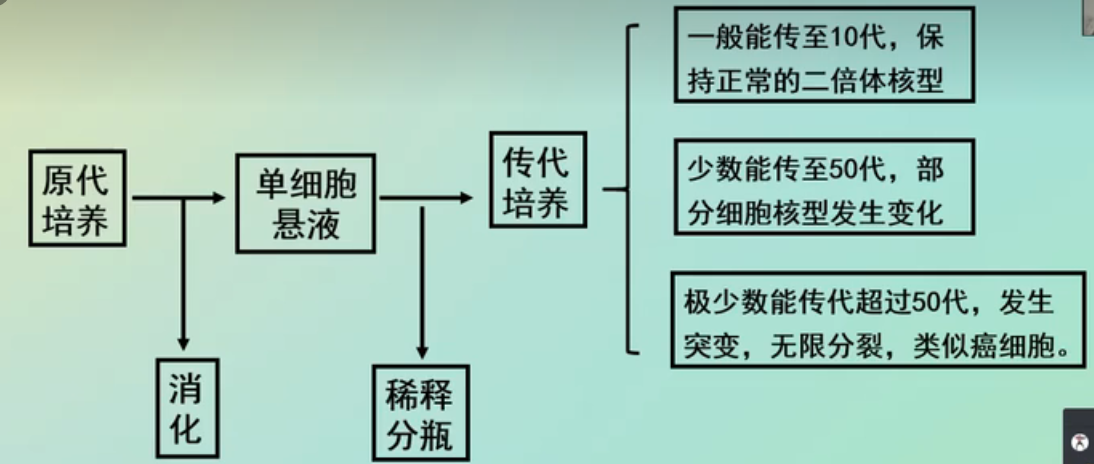 原代
培养
单细胞
悬液
传代
培养
一般能传至10代，保
持正常的二倍体核型
少数能传至50代，部
分细胞核型发生变化
极少数能传代超过50代，发生
突变，无限分裂，类似癌细胞。
消
化
稀释
分瓶